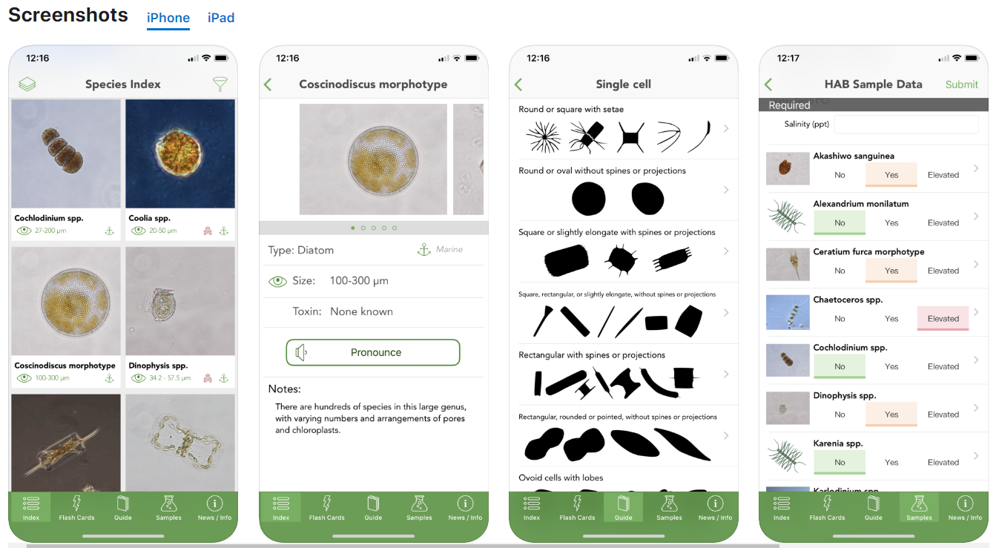 Screenshots iPhone iPad
12:16
Species Index
Cochlodinium spp.
27-200 µm
Coolia spp.
20-50 µm
Coscinodiscus morphotype
100-300 µm
Dinophysis spp.
34.2 - 57.5 µm
Index Flash Cards Guide Samples News / Info
12:16
Coscinodiscus morphotype
Type: Diatom Marine
Size: 100-300 µm
Toxin: None known
Pronounce
Notes:
There are hundreds of species in this large genus,
with varying numbers and arrangements of pores
and chloroplasts.
Index Flash Cards Guide Samples News / Info
12:16
Single cell
Round or square with setae
Round or oval without spines or projections
Square or slightly elongate with spines or projections
Square, rectangular, or slightly elongate, without spines or projections
Rectangular with spines or projections
Rectangular, rounded or pointed, without spines or projections
Ovoid cells with lobes
Index Flash Cards Guide Samples News / Info
12:17
HAB Sample Data Submit
Required
Salinity (ppt)
Akashiwo sanguinea
No Yes Elevated
Alexandrium monilatum
No Yes Elevated
Ceratium furca morphotype
No Yes Elevated
Chaetoceros spp.
No Yes Elevated
Cochlodinium spp.
No Yes Elevated
Dinophysis spp.
No Yes Elevated
Karenia spp.
No Yes Elevated
Karlodinium spp.
Index Flash Cards Guide Samples News / Info